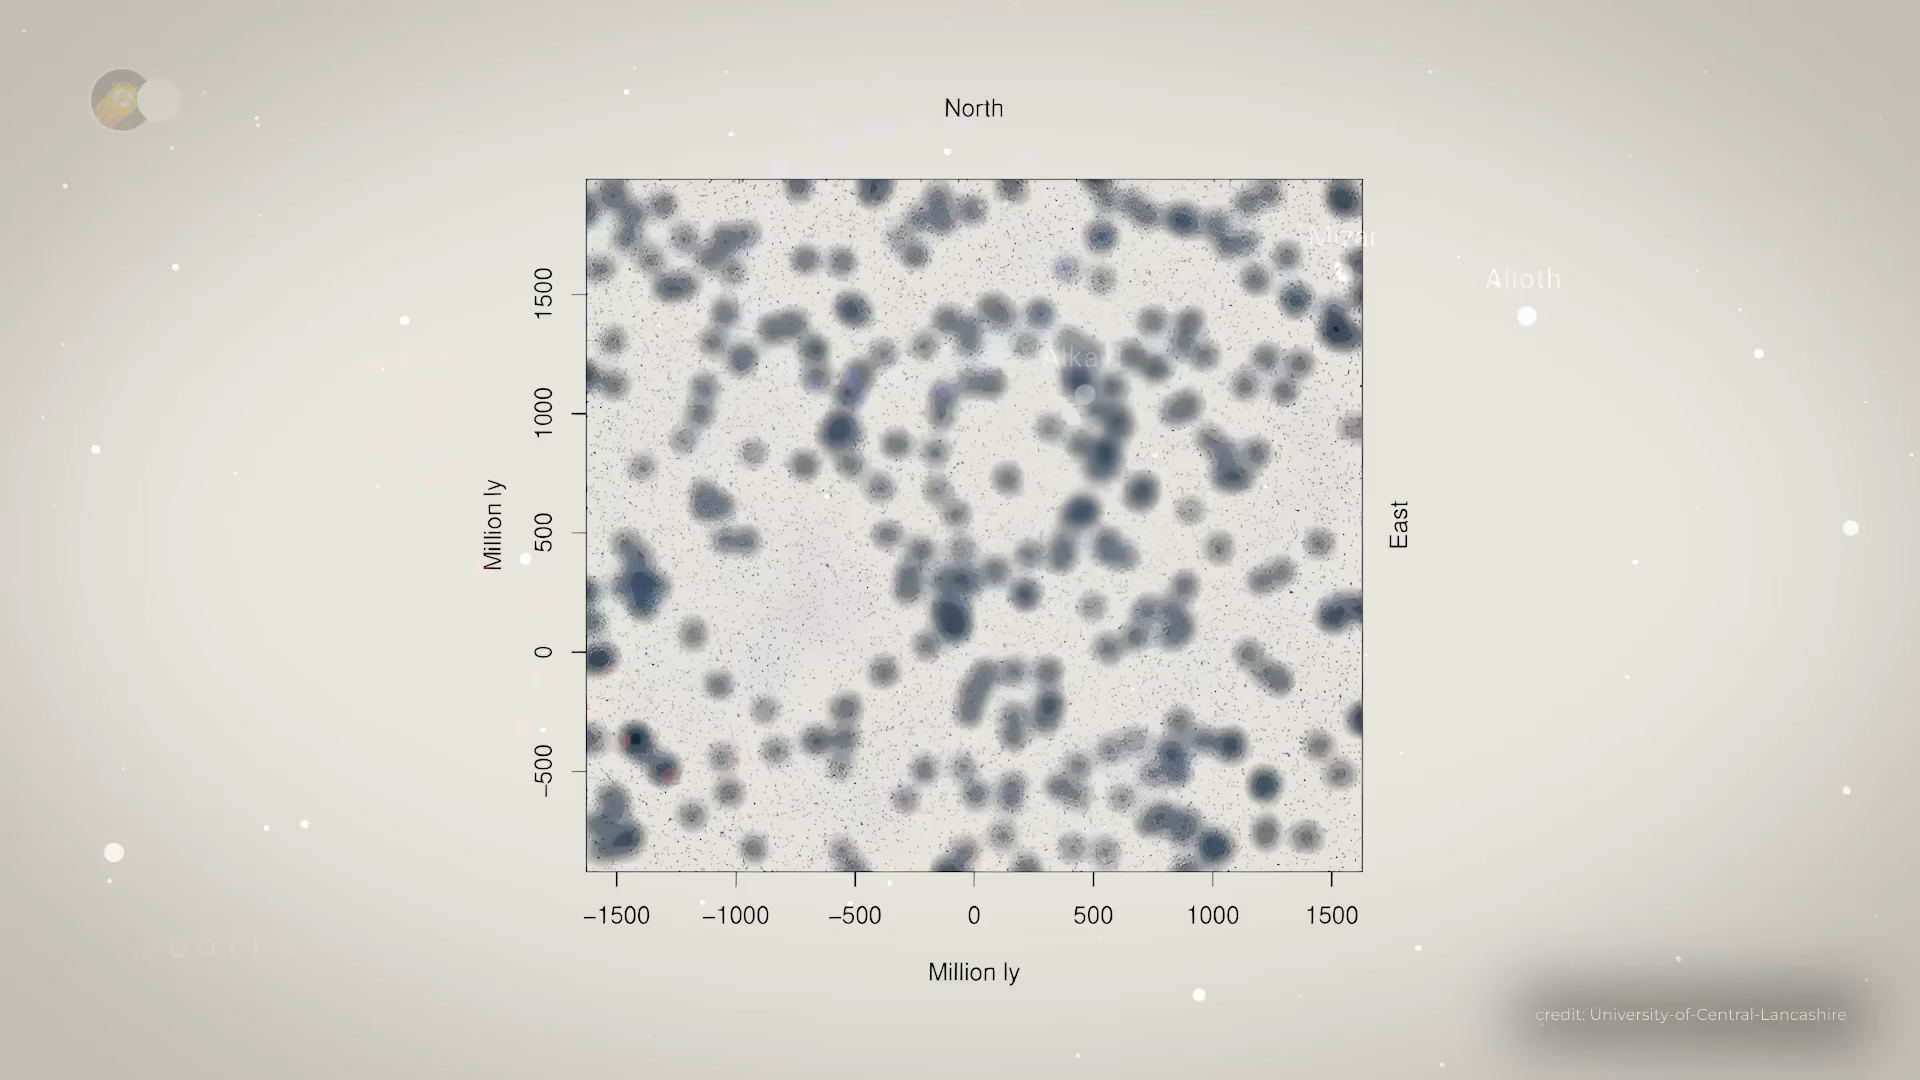 North
Mizar
Alioth
1500
1000
500
0
−500
Million ly
East
−1500 −1000 −500 0 500 1000 1500
Million ly
credit: University-of-Central-Lancashire